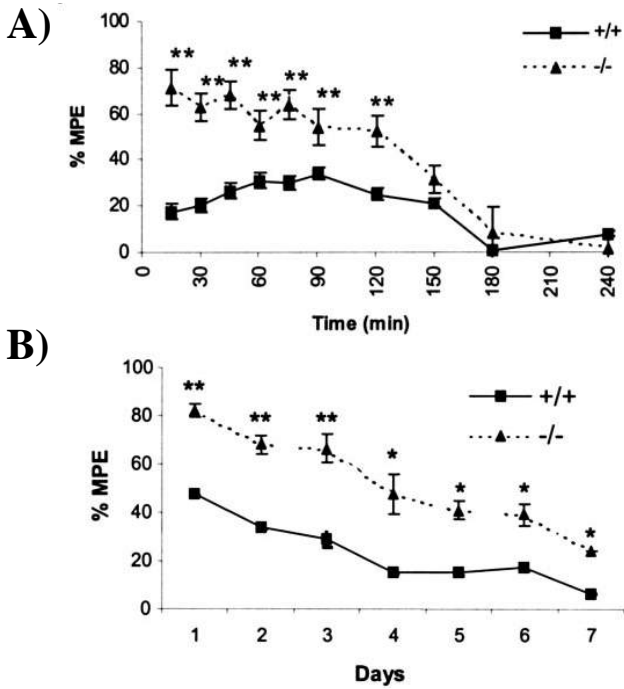 A)
100
80
60
40
20
0
% MPE
** ** ** ** ** ** **
+/+
-/-
0 30 60 90 120 150 180 210 240
Time (min)
B)
100
80
60
40
20
0
% MPE
** ** ** * * * *
+/+
-/-
1 2 3 4 5 6 7
Days